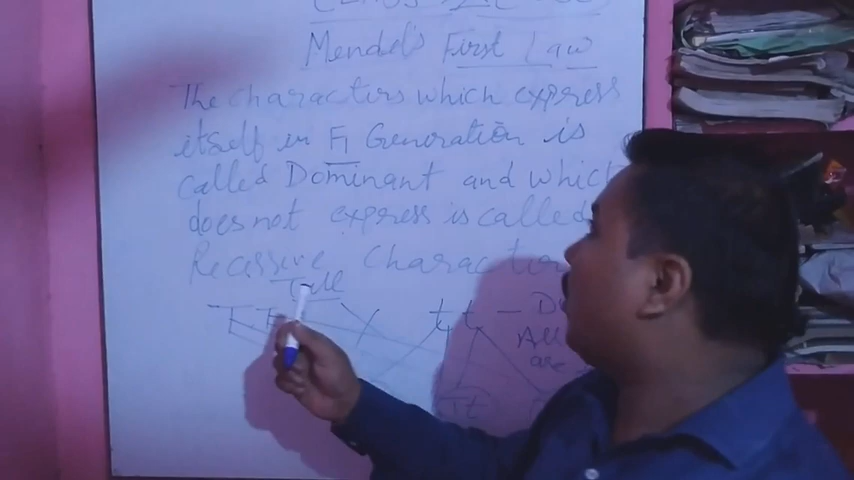 Mendel's First Law
The characters which express
itself in F1 Generation is
called Dominant and which
does not express is called
Recessive Character
Tall
TT X tt - D
All
are
Tt